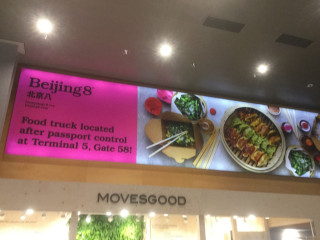 Beijing8
北京八
Food truck located
after passport control
at Terminal 5, Gate 58!
MOVESGOOD